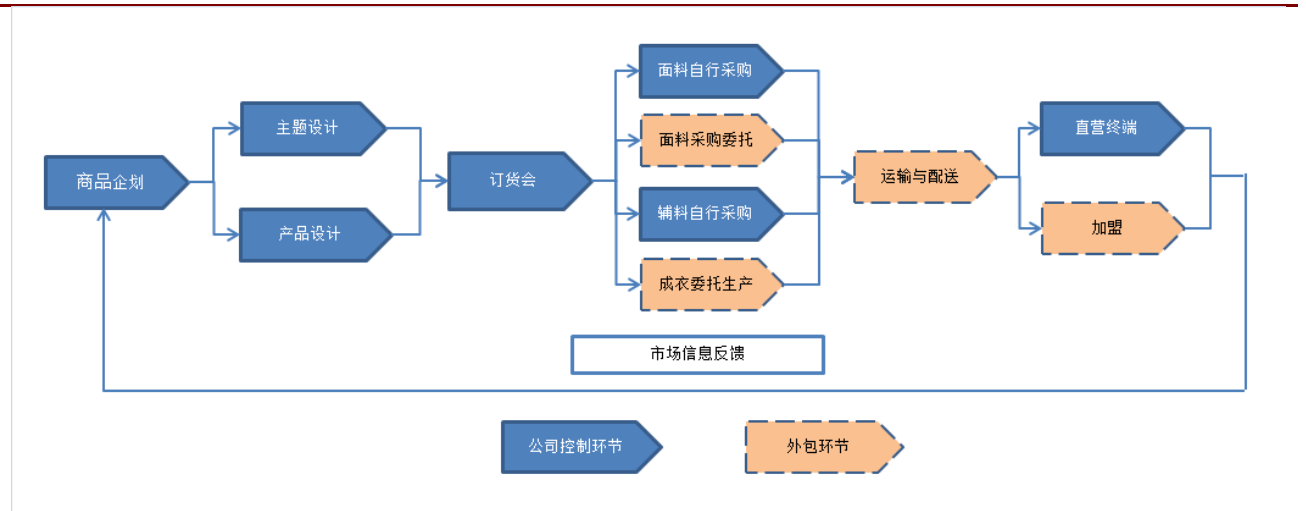 商品企划
主题设计
产品设计
订货会
面料自行采购
面料采购委托
辅料自行采购
成衣委托生产
运输与配送
直营终端
加盟
市场信息反馈
公司控制环节
外包环节